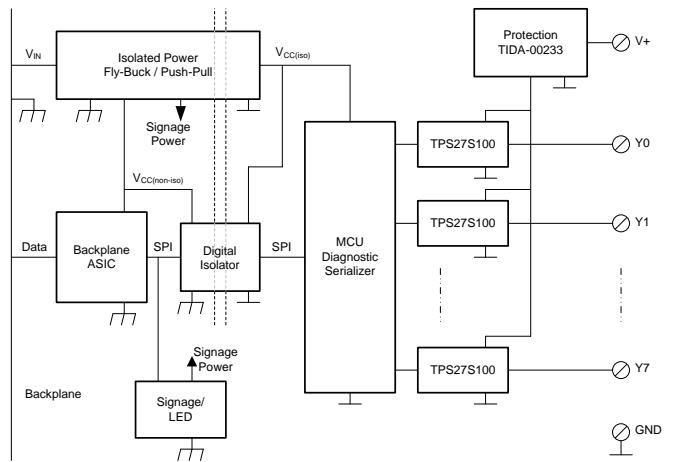 Protection
TIDA-00233
V+
Isolated Power
Fly-Buck / Push-Pull
VIN
VCC(iso)
Signage
Power
TPS27S100
Y0
VCC(non-iso)
TPS27S100
Y1
Data
Backplane
ASIC
SPI
Digital
Isolator
SPI
MCU
Diagnostic
Serializer
Signage
Power
TPS27S100
Y7
Backplane
Signage/
LED
GND